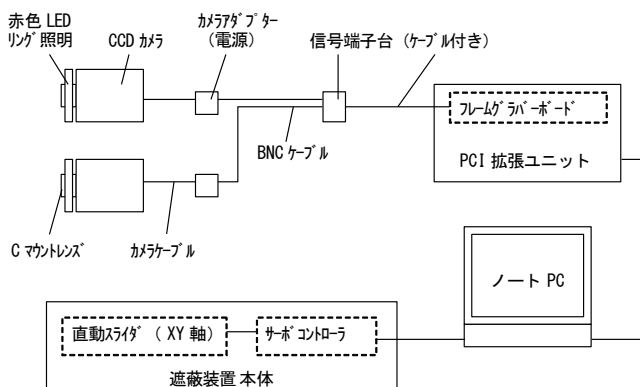 赤色 LED
リング照明
CCD カメラ
カメラアダプター
(電源)
信号端子台 (ケーブル付き)
フレームグラバーボード
PCI 拡張ユニット
BNC ケーブル
C マウントレンズ
カメラケーブル
ノート PC
直動スライダ ( XY 軸)
サーボコントローラ
遮蔽装置 本体